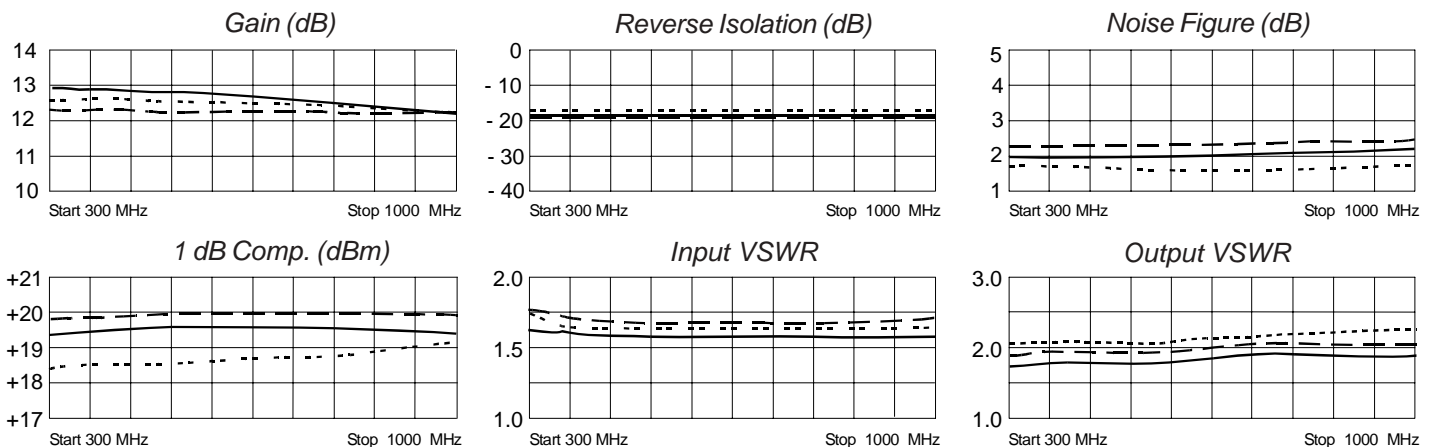 Gain (dB)
14
13
12
11
10
Start 300 MHz Stop 1000 MHz
Reverse Isolation (dB)
0
- 10
- 20
- 30
- 40
Start 300 MHz Stop 1000 MHz
Noise Figure (dB)
5
4
3
2
1
Start 300 MHz Stop 1000 MHz
1 dB Comp. (dBm)
+21
+20
+19
+18
+17
Start 300 MHz Stop 1000 MHz
Input VSWR
2.0
1.5
1.0
Start 300 MHz Stop 1000 MHz
Output VSWR
3.0
2.0
1.0
Start 300 MHz Stop 1000 MHz